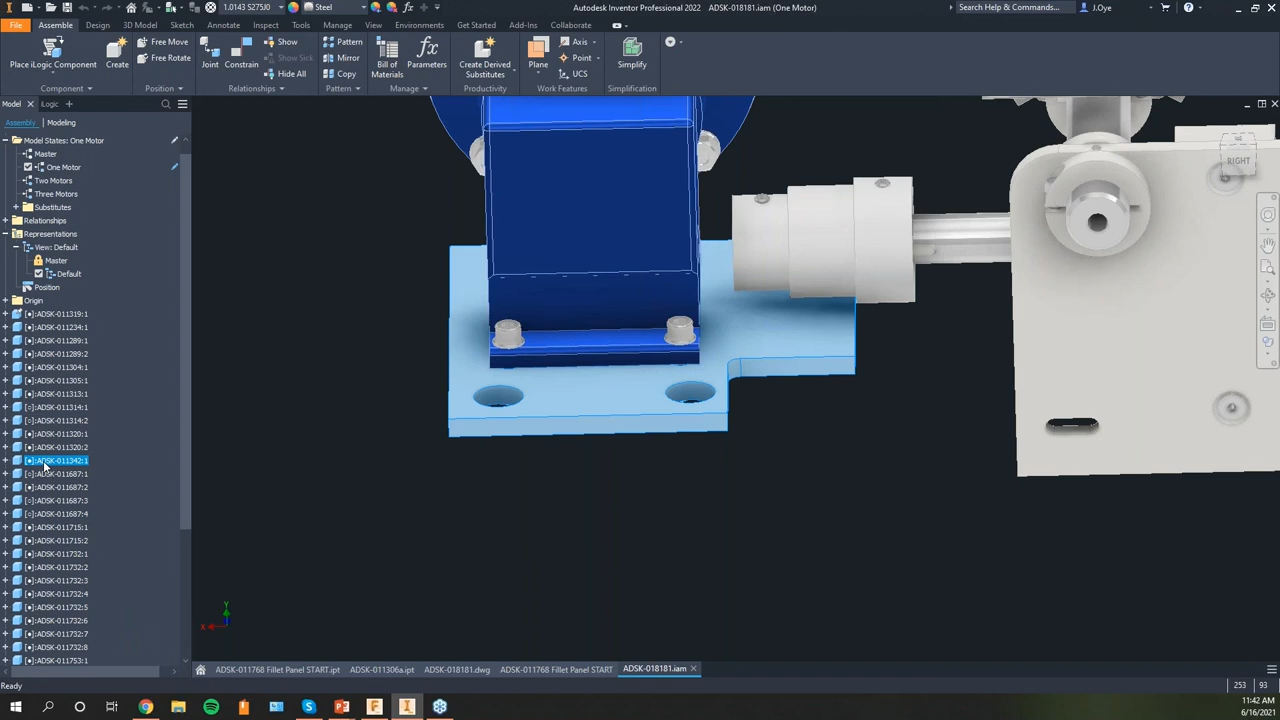 1.0143 S275J0
Steel
Autodesk Inventor Professional 2022 ADSK-018181.iam (One Motor)
Search Help & Commands...
J.Oye
File Assemble Design 3D Model Sketch Annotate Inspect Tools Manage View Environments Get Started Add-Ins Collaborate
Place iLogic Component
Create
Free Move
Free Rotate
Component
Position
Joint
Constrain
Show
Show Sick
Hide All
Relationships
Pattern
Mirror
Copy
Pattern
Bill of Materials
Parameters
Manage
Create Derived Substitutes
Productivity
Plane
Axis
Point
UCS
Work Features
Simplify
Simplification
Model iLogic
Assembly Modeling
Model States: One Motor
Master
One Motor
Two Motors
Three Motors
Substitutes
Relationships
Representations
View: Default
Master
Default
Position
Origin
[•]:ADSK-011319:1
[•]:ADSK-011234:1
[•]:ADSK-011289:1
[•]:ADSK-011289:2
[•]:ADSK-011304:1
[•]:ADSK-011305:1
[•]:ADSK-011313:1
[○]:ADSK-011314:1
[○]:ADSK-011314:2
[•]:ADSK-011320:1
[•]:ADSK-011320:2
[•]:ADSK-011342:1
[○]:ADSK-011687:1
[•]:ADSK-011687:2
[○]:ADSK-011687:3
[○]:ADSK-011687:4
[•]:ADSK-011715:1
[•]:ADSK-011715:2
[•]:ADSK-011732:1
[•]:ADSK-011732:2
[•]:ADSK-011732:3
[•]:ADSK-011732:4
[•]:ADSK-011732:5
[•]:ADSK-011732:6
[•]:ADSK-011732:7
[•]:ADSK-011732:8
[•]:ADSK-011753:1
RIGHT
Y
X
ADSK-011768 Fillet Panel START.ipt ADSK-011306a.ipt ADSK-018181.dwg ADSK-011768 Fillet Panel START ADSK-018181.iam
Ready
253 93
11:42 AM
6/16/2021